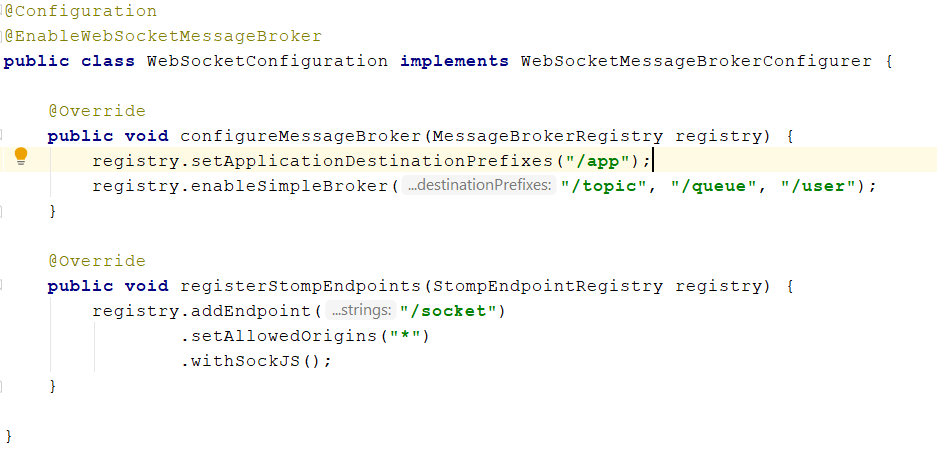 @Configuration
@EnableWebSocketMessageBroker
public class WebSocketConfiguration implements WebSocketMessageBrokerConfigurer {
@Override
public void configureMessageBroker(MessageBrokerRegistry registry) {
registry.setApplicationDestinationPrefixes("/app");
registry.enableSimpleBroker( ...destinationPrefixes: "/topic", "/queue", "/user");
}
@Override
public void registerStompEndpoints(StompEndpointRegistry registry) {
registry.addEndpoint( ...strings: "/socket")
.setAllowedOrigins("*")
.withSockJS();
}
}